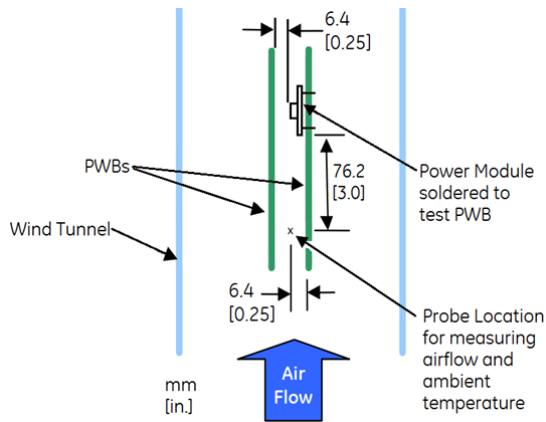 6.4
[0.25]
PWBs
76.2
[3.0]
Power Module
soldered to
test PWB
Wind Tunnel
x
6.4
[0.25]
Probe Location
for measuring
airflow and
ambient
temperature
mm
[in.]
Air
Flow